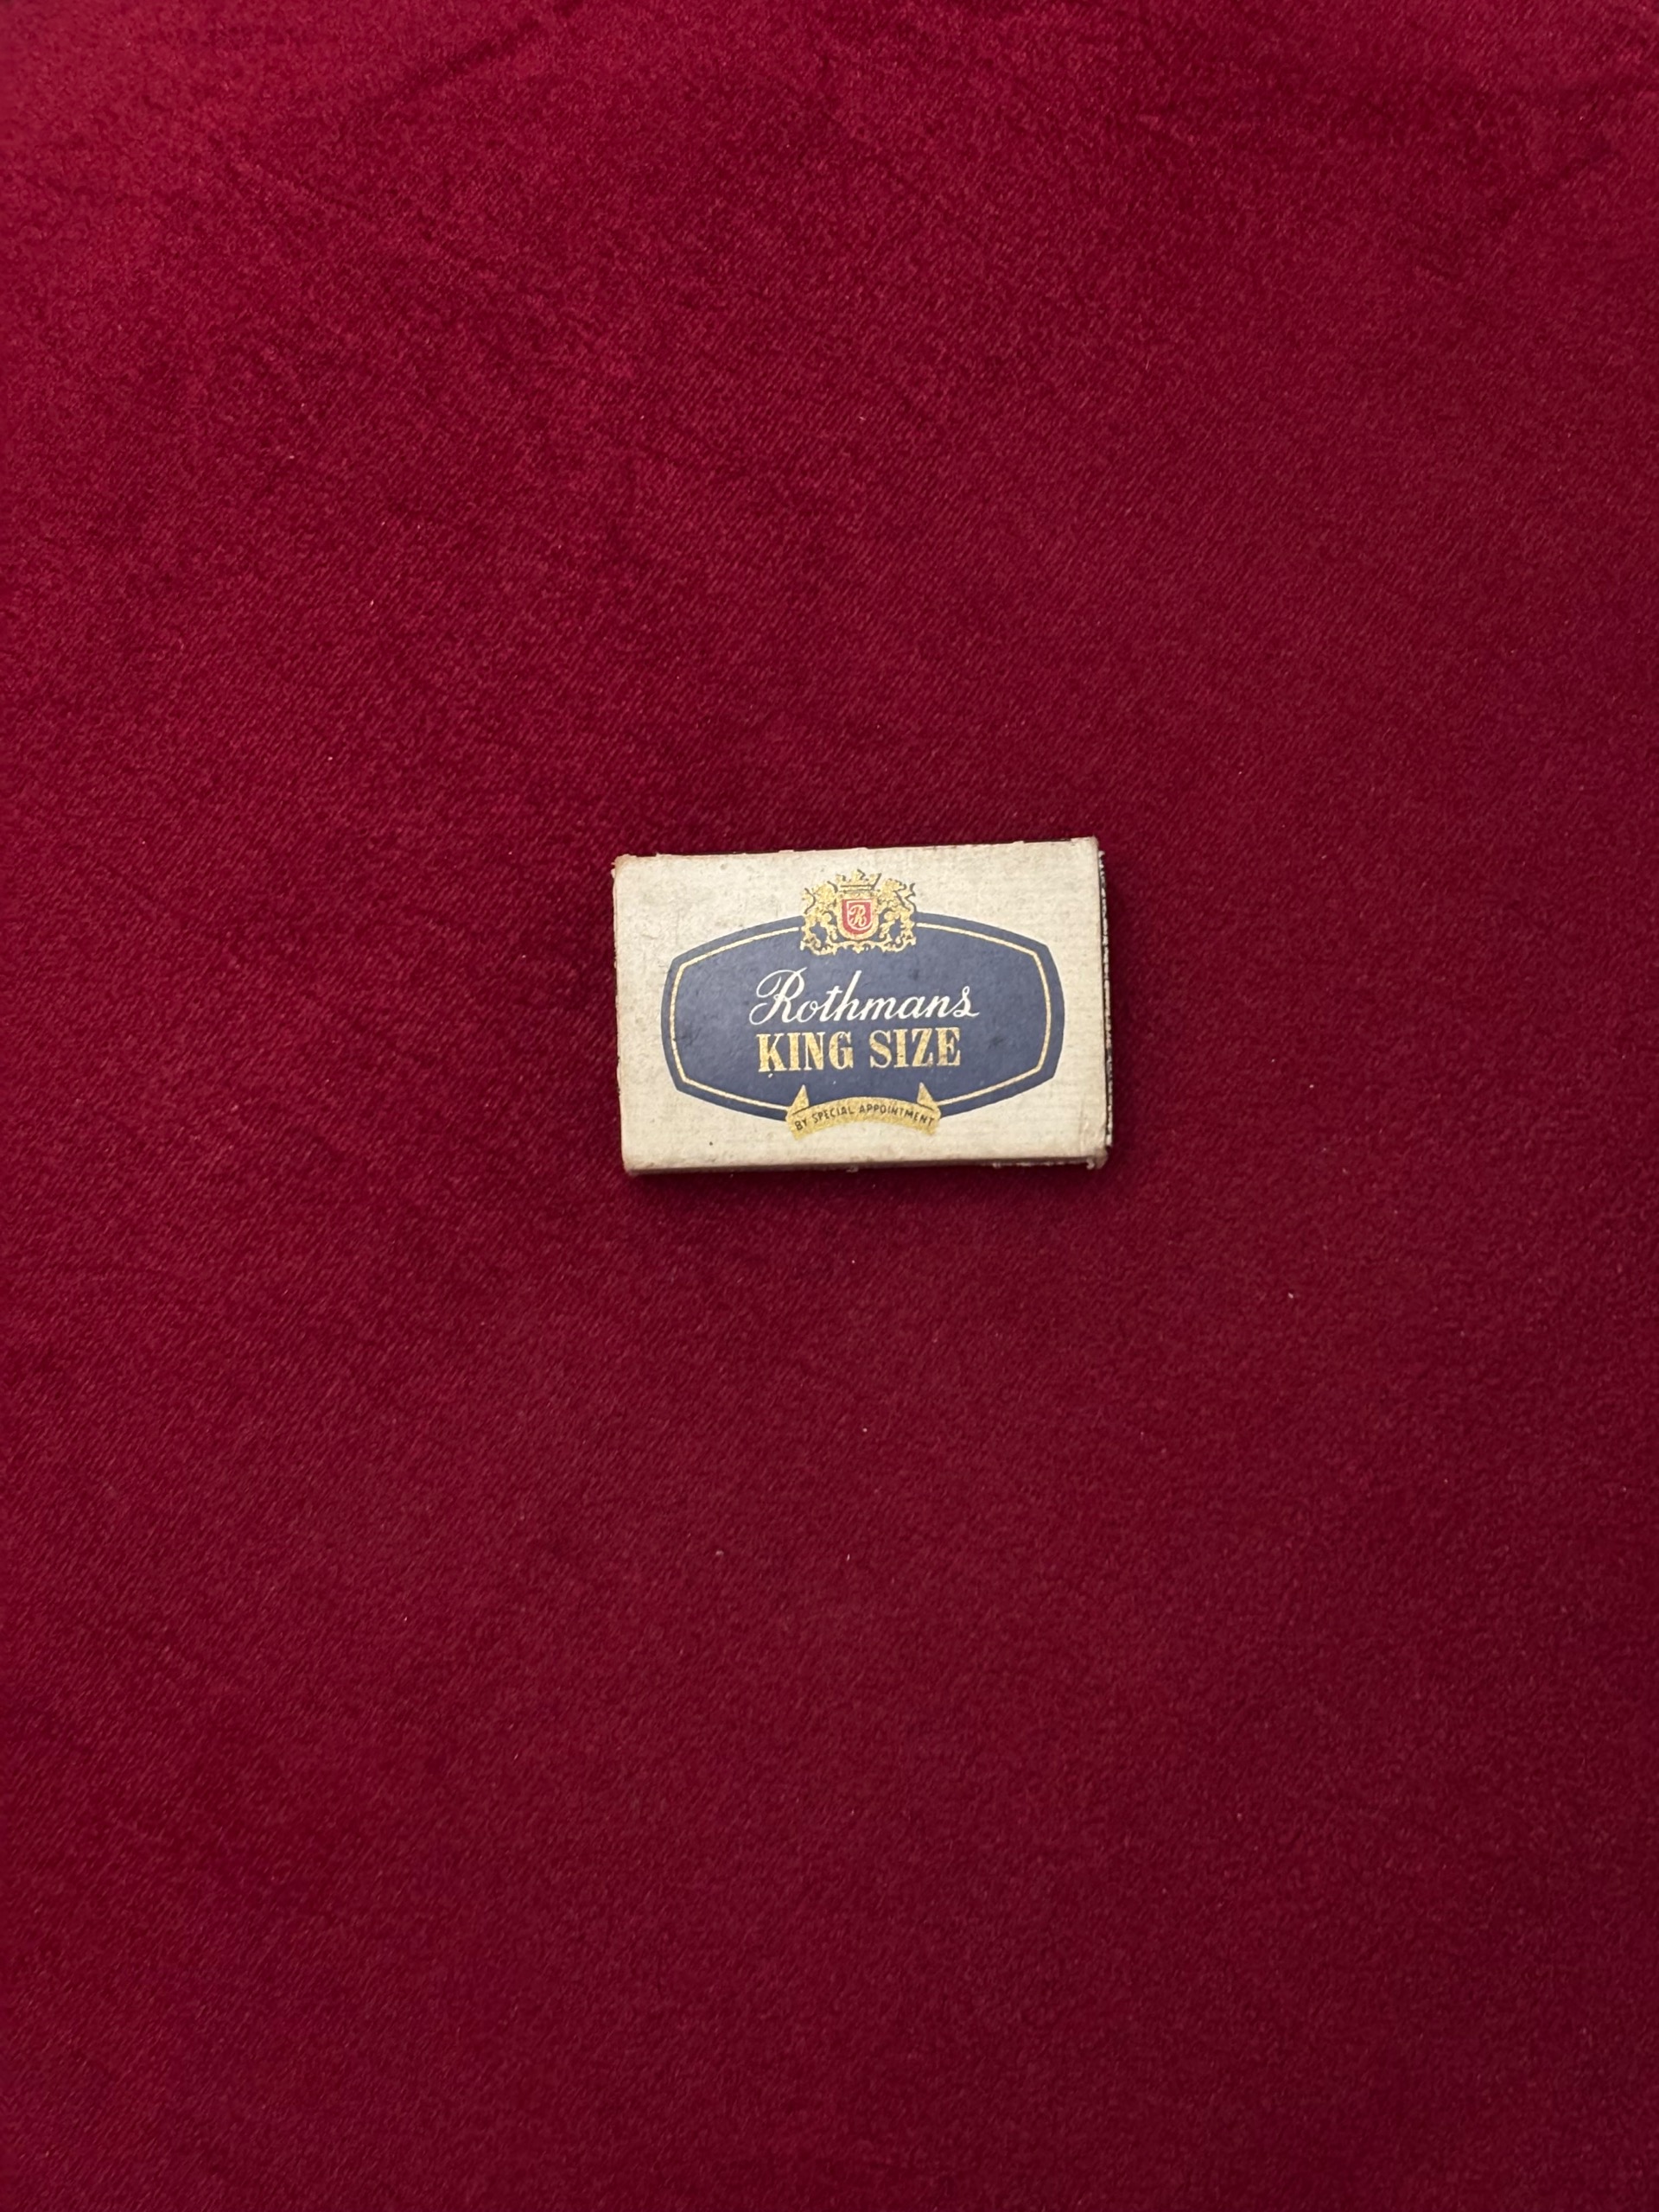 R
Rothmans
KING SIZE
BY SPECIAL APPOINTMENT